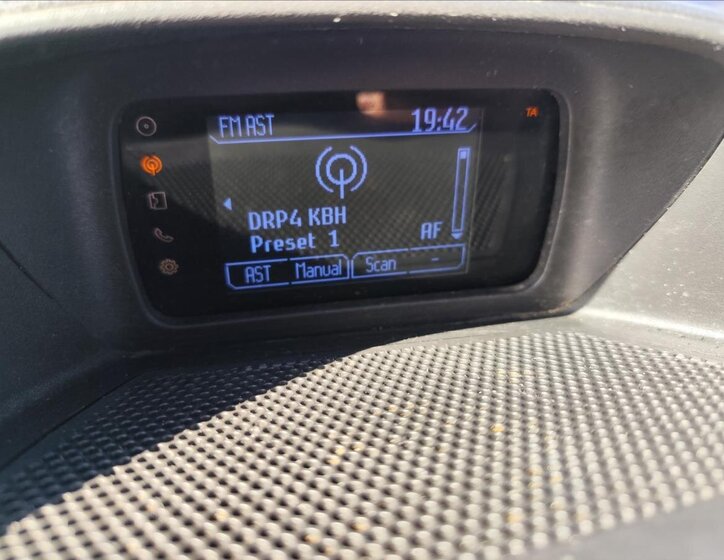 FM AST 19:42 TA
DRP4 KBH
Preset 1 AF
AST Manual Scan -